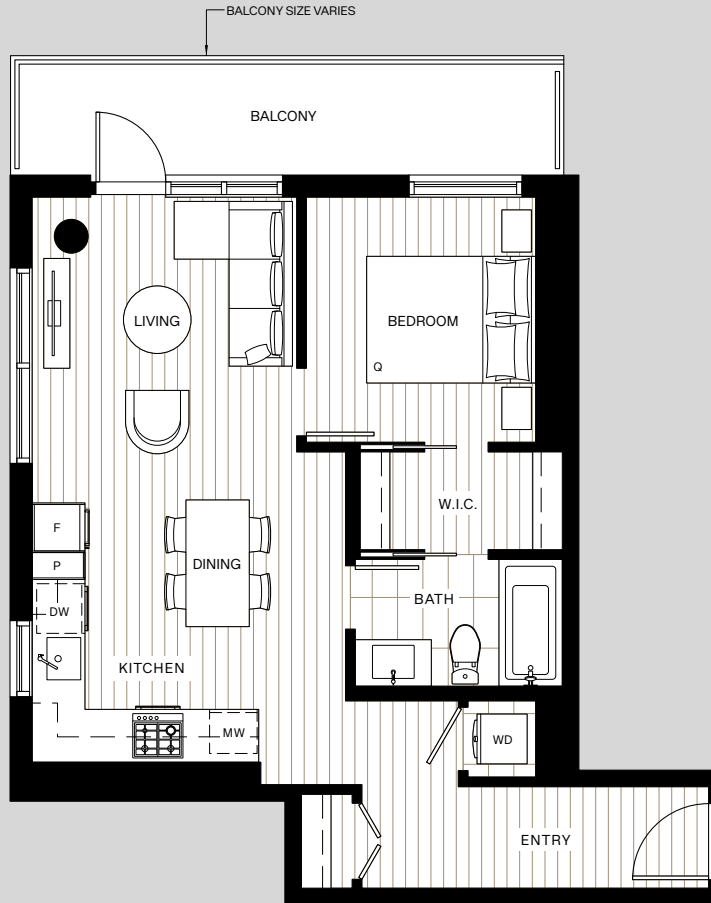 BALCONY SIZE VARIES
BALCONY
LIVING
BEDROOM
Q
W.I.C.
F
P
DINING
DW
BATH
KITCHEN
MW
WD
ENTRY